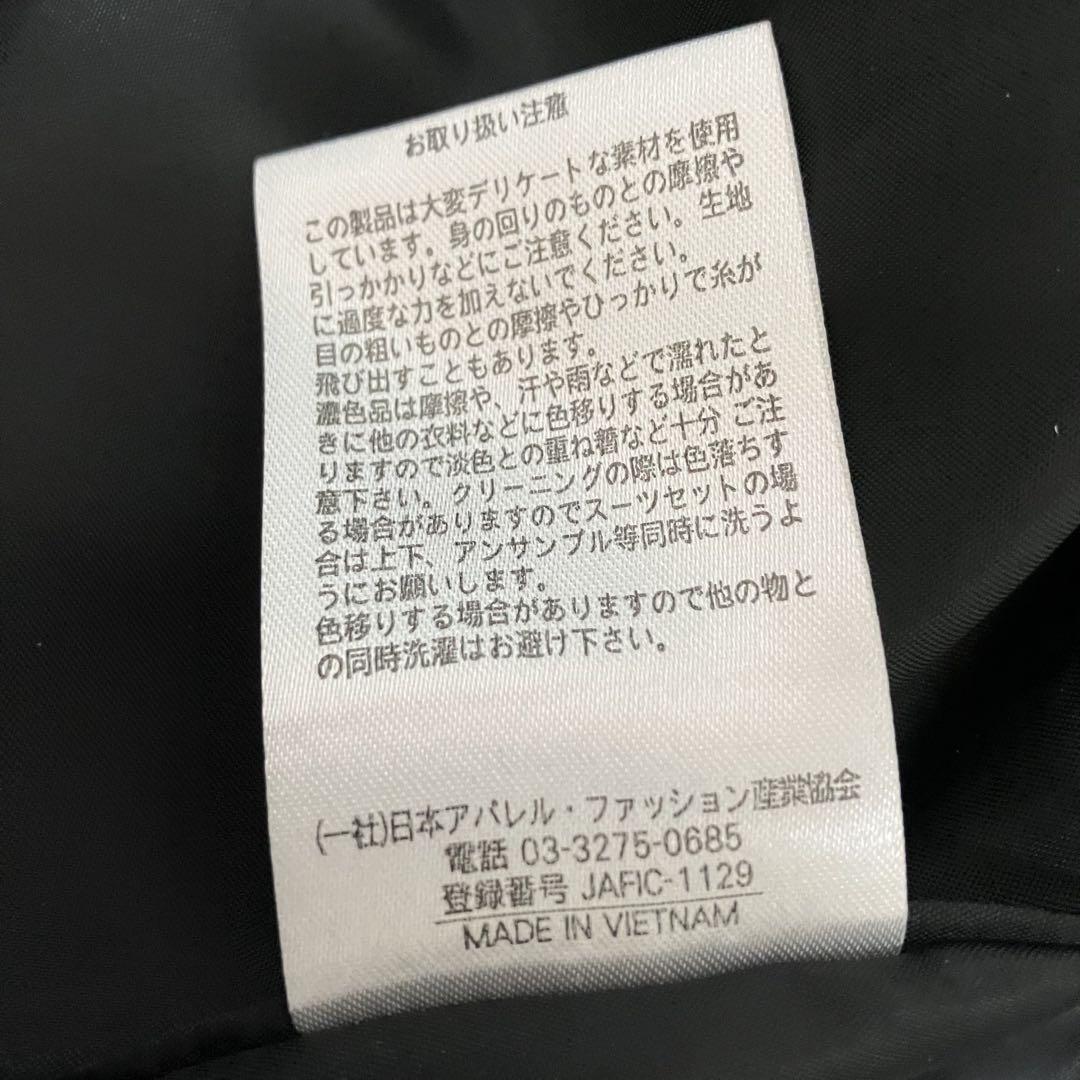 お取り扱い注意
この製品は大変デリケートな素材を使用
しています。身の回りのものとの摩擦や
引っかかりなどにご注意ください。生地
に過度な力を加えないでください。
目の粗いものとの摩擦やひっかりで糸が
飛び出すこともあります。
濃色品は摩擦や、汗や雨などで濡れたと
きに他の衣料などに色移りする場合があ
りますので淡色との重ね着など十分 ご注
意下さい。クリーニングの際は色落ちす
る場合がありますのでスーツセットの場
合は上下、アンサンブル等同時に洗うよ
うにお願いします。
色移りする場合がありますので他の物と
の同時洗濯はお避け下さい。
(一社)日本アパレル・ファッション産業協会
電話 03-3275-0685
登録番号 JAFIC-1129
MADE IN VIETNAM